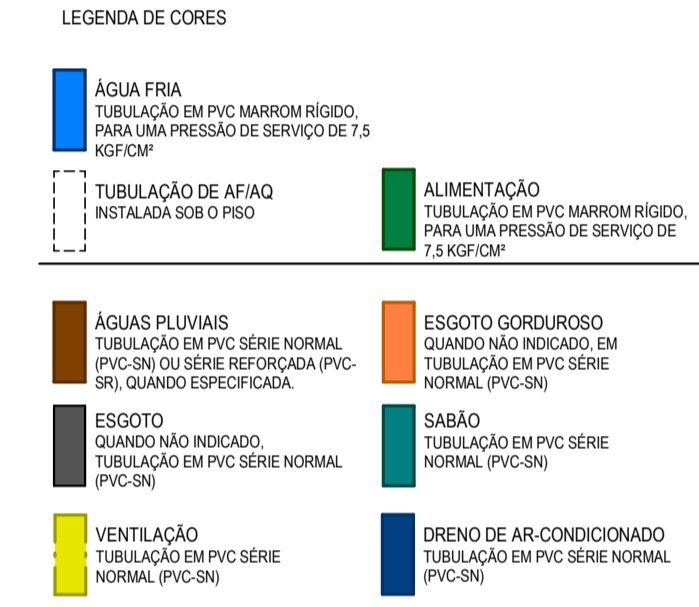 LEGENDA DE CORES
ÁGUA FRIA
TUBULAÇÃO EM PVC MARROM RÍGIDO,
PARA UMA PRESSÃO DE SERVIÇO DE 7,5
KGF/CM²
TUBULAÇÃO DE AF/AQ
INSTALADA SOB O PISO
ALIMENTAÇÃO
TUBULAÇÃO EM PVC MARROM RÍGIDO,
PARA UMA PRESSÃO DE SERVIÇO DE
7,5 KGF/CM²
ÁGUAS PLUVIAIS
TUBULAÇÃO EM PVC SÉRIE NORMAL
(PVC-SN) OU SÉRIE REFORÇADA (PVC-
SR), QUANDO ESPECIFICADA.
ESGOTO GORDUROSO
QUANDO NÃO INDICADO, EM
TUBULAÇÃO EM PVC SÉRIE
NORMAL (PVC-SN)
ESGOTO
QUANDO NÃO INDICADO,
TUBULAÇÃO EM PVC SÉRIE NORMAL
(PVC-SN)
SABÃO
TUBULAÇÃO EM PVC SÉRIE
NORMAL (PVC-SN)
VENTILAÇÃO
TUBULAÇÃO EM PVC SÉRIE
NORMAL (PVC-SN)
DRENO DE AR-CONDICIONADO
TUBULAÇÃO EM PVC SÉRIE NORMAL
(PVC-SN)